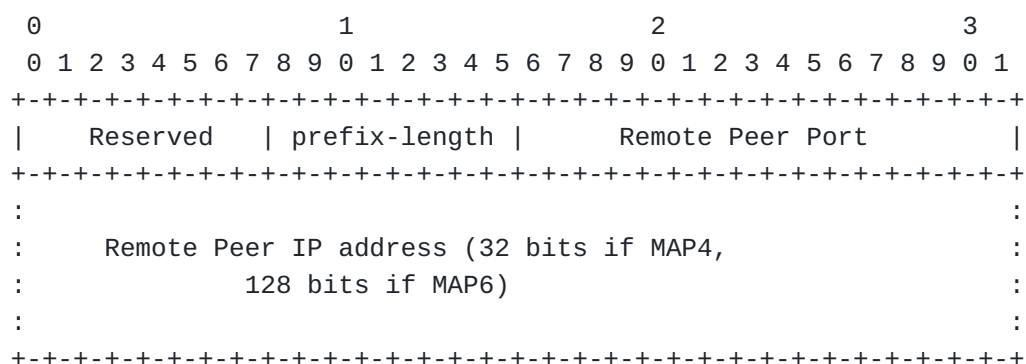 0                   1                   2                   3
 0 1 2 3 4 5 6 7 8 9 0 1 2 3 4 5 6 7 8 9 0 1 2 3 4 5 6 7 8 9 0 1
+-+-+-+-+-+-+-+-+-+-+-+-+-+-+-+-+-+-+-+-+-+-+-+-+-+-+-+-+-+-+-+-+
|    Reserved   | prefix-length |      Remote Peer Port         |
+-+-+-+-+-+-+-+-+-+-+-+-+-+-+-+-+-+-+-+-+-+-+-+-+-+-+-+-+-+-+-+-+
:                                                               :
:     Remote Peer IP address (32 bits if MAP4,                  :
:              128 bits if MAP6)                                :
:                                                               :
+-+-+-+-+-+-+-+-+-+-+-+-+-+-+-+-+-+-+-+-+-+-+-+-+-+-+-+-+-+-+-+-+